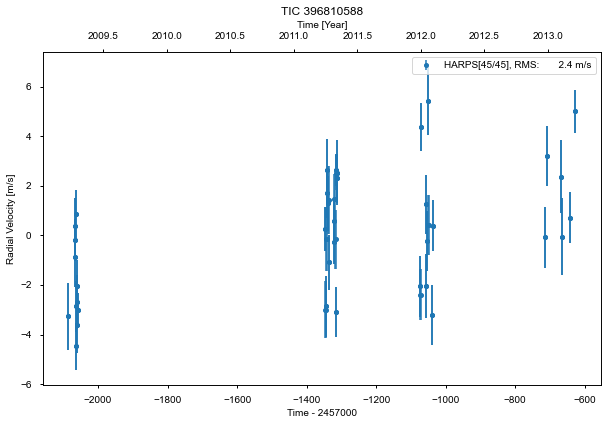 TIC 396810588
Time [Year]
2009.5 2010.0 2010.5 2011.0 2011.5 2012.0 2012.5 2013.0
HARPS[45/45], RMS: 2.4 m/s
6
4
2
0
−2
−4
−6
Radial Velocity [m/s]
−2000 −1800 −1600 −1400 −1200 −1000 −800 −600
Time - 2457000